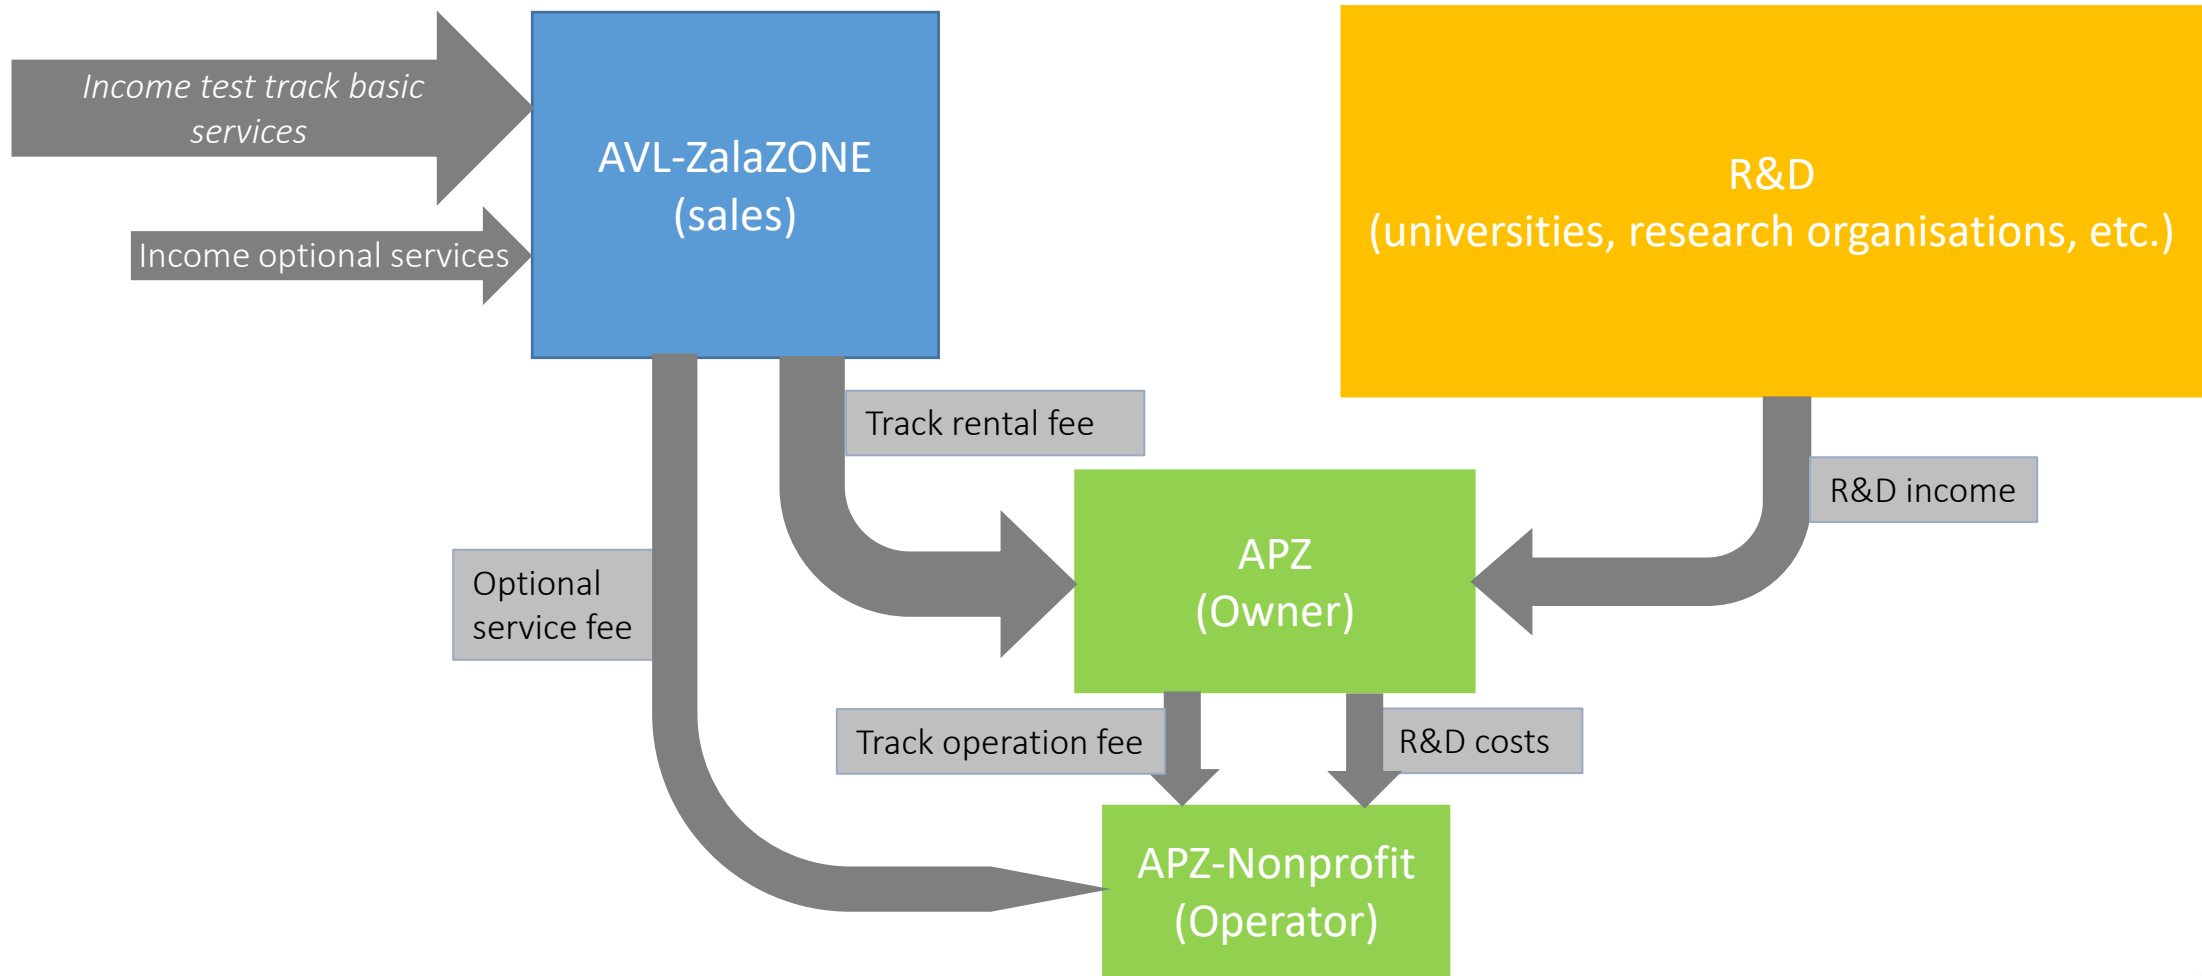 Income test track basic
services
Income optional services
AVL-ZalaZONE
(sales)
R&D
(universities, research organisations, etc.)
Track rental fee
R&D income
Optional
service fee
APZ
(Owner)
Track operation fee
R&D costs
APZ-Nonprofit
(Operator)